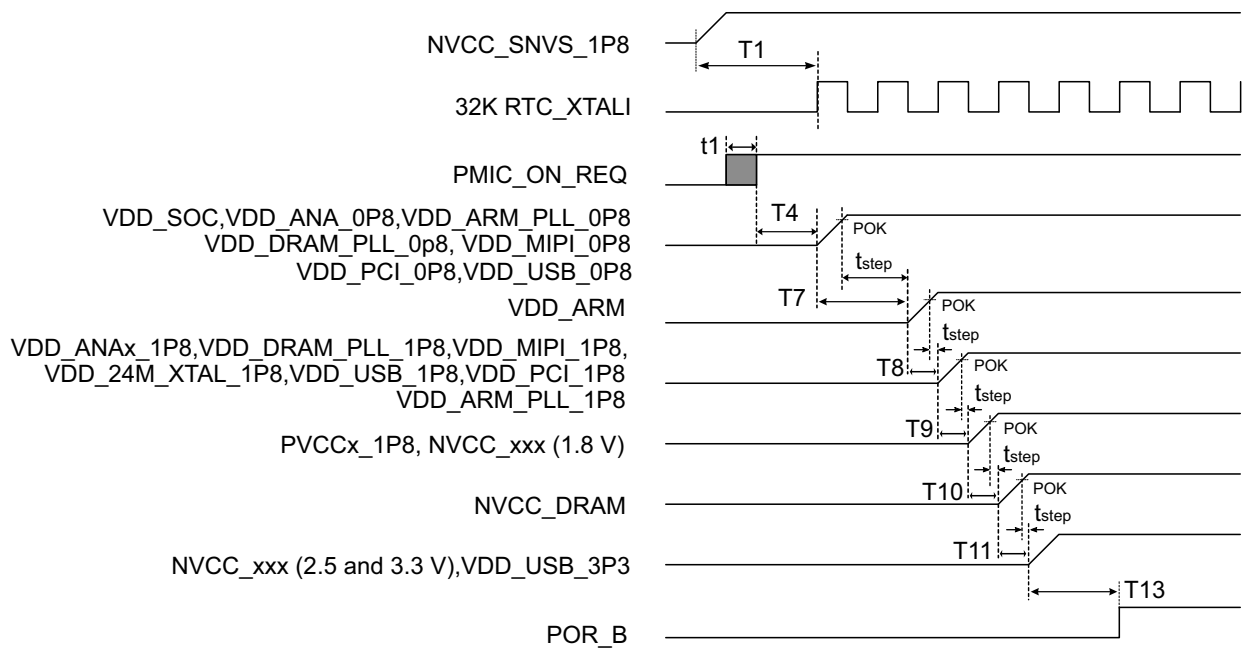 NVCC_SNVS_1P8
T1
32K RTC_XTALI
t1
PMIC_ON_REQ
VDD_SOC,VDD_ANA_0P8,VDD_ARM_PLL_0P8
VDD_DRAM_PLL_0p8, VDD_MIPI_0P8
VDD_PCI_0P8,VDD_USB_0P8
T4
POK
tstep
T7
VDD_ARM
POK
tstep
VDD_ANAx_1P8,VDD_DRAM_PLL_1P8,VDD_MIPI_1P8,
VDD_24M_XTAL_1P8,VDD_USB_1P8,VDD_PCI_1P8
VDD_ARM_PLL_1P8
T8
POK
tstep
PVCCx_1P8, NVCC_xxx (1.8 V)
T9
POK
tstep
NVCC_DRAM
T10
POK
tstep
NVCC_xxx (2.5 and 3.3 V),VDD_USB_3P3
T11
T13
POR_B